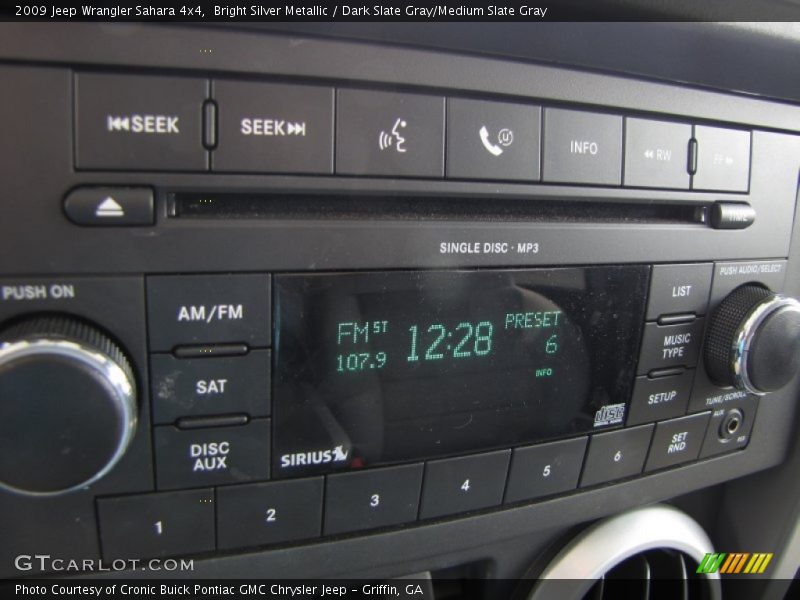 2009 Jeep Wrangler Sahara 4x4,  Bright Silver Metallic / Dark Slate Gray/Medium Slate Gray
SEEK
SEEK
INFO
RW
FF
TIME
SINGLE DISC · MP3
PUSH ON
PUSH AUDIO/SELECT
AM/FM
SAT
DISC
AUX
FM ST 12:28 PRESET
107.9 6
INFO
SIRIUS
LIST
MUSIC
TYPE
SETUP
TUNE/SCROLL
AUX
SET
RND
1
2
3
4
5
6
GTCARLOT.COM
Photo Courtesy of Cronic Buick Pontiac GMC Chrysler Jeep - Griffin, GA